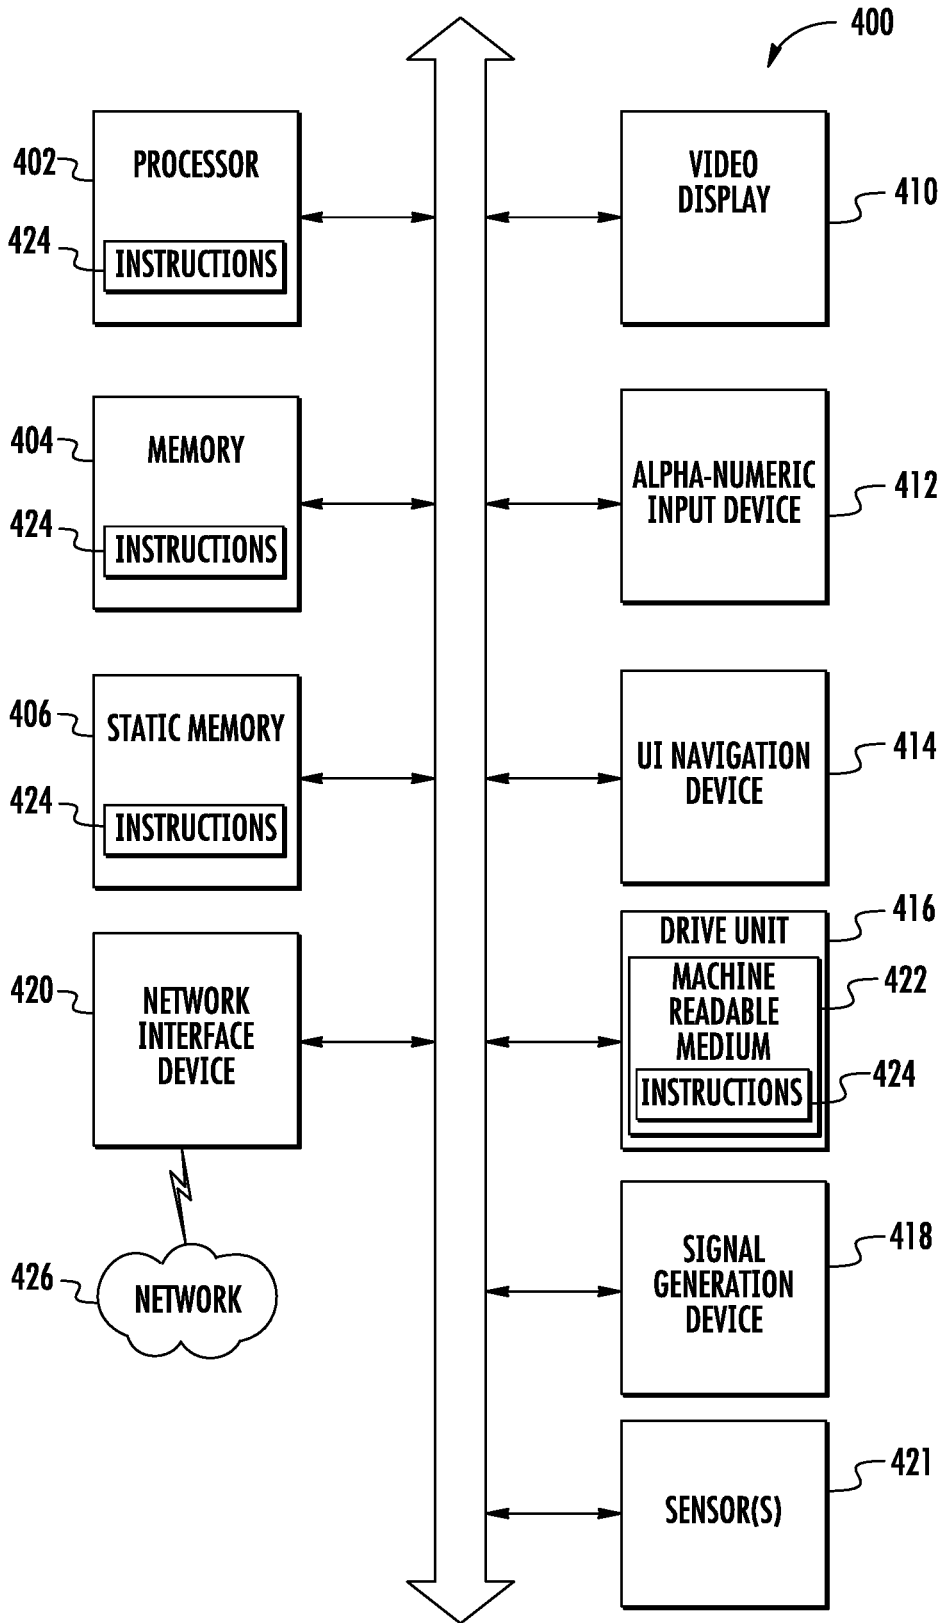 400
402
PROCESSOR
424
INSTRUCTIONS
VIDEO
DISPLAY
410
404
MEMORY
424
INSTRUCTIONS
ALPHA-NUMERIC
INPUT DEVICE
412
406
STATIC MEMORY
424
INSTRUCTIONS
UI NAVIGATION
DEVICE
414
420
NETWORK
INTERFACE
DEVICE
DRIVE UNIT
416
MACHINE
READABLE
MEDIUM
422
INSTRUCTIONS
424
426
NETWORK
SIGNAL
GENERATION
DEVICE
418
SENSOR(S)
421